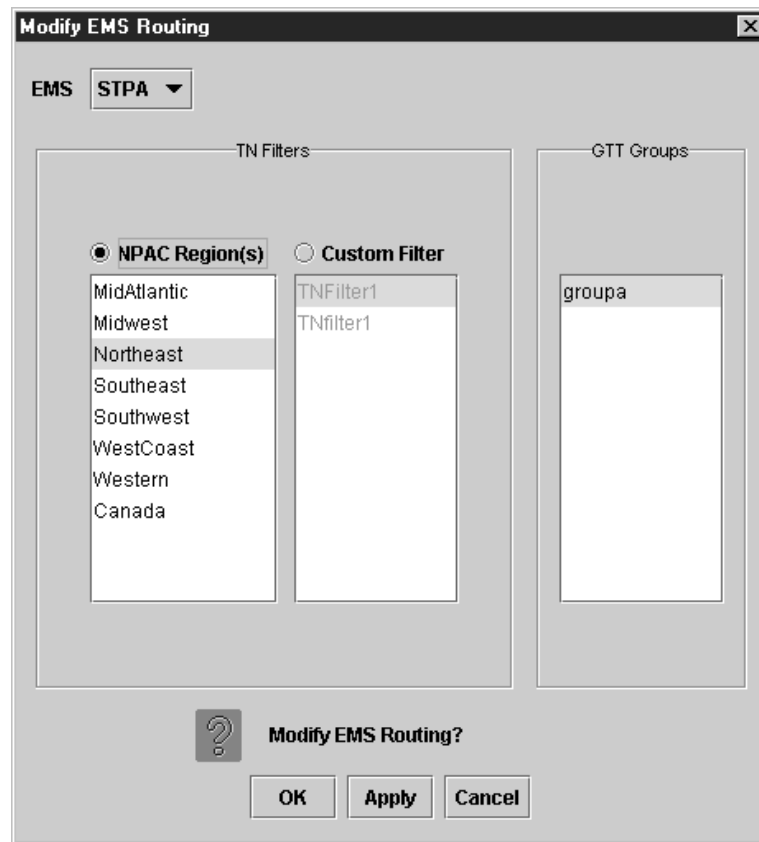 Modify EMS Routing
EMS STPA
TN Filters
GTT Groups
NPAC Region(s)
Custom Filter
MidAtlantic
Midwest
Northeast
Southeast
Southwest
WestCoast
Western
Canada
TNFilter1
TNfilter1
groupa
Modify EMS Routing?
OK Apply Cancel